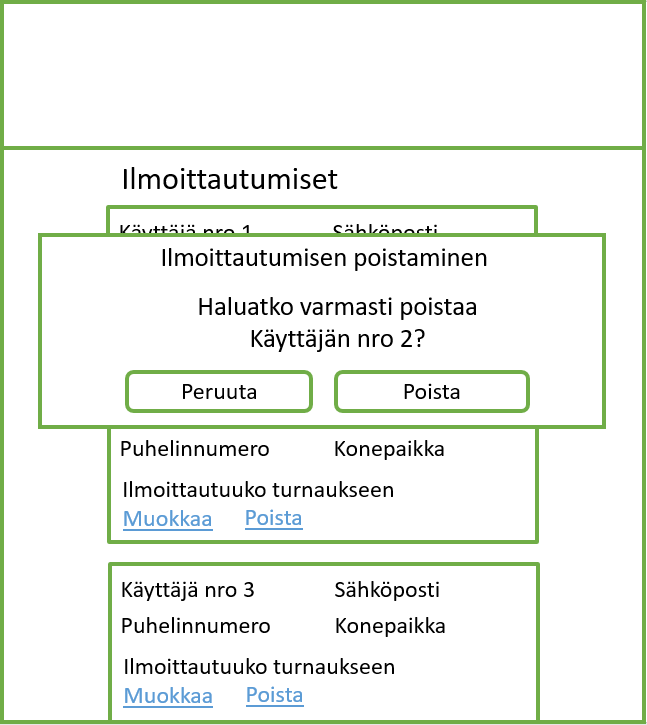 Ilmoittautumiset
Käyttäjä nro 1 Sähköposti
Ilmoittautumisen poistaminen
Haluatko varmasti poistaa
Käyttäjän nro 2?
Peruuta Poista
Puhelinnumero Konepaikka
Ilmoittautuuko turnaukseen
Muokkaa Poista
Käyttäjä nro 3 Sähköposti
Puhelinnumero Konepaikka
Ilmoittautuuko turnaukseen
Muokkaa Poista